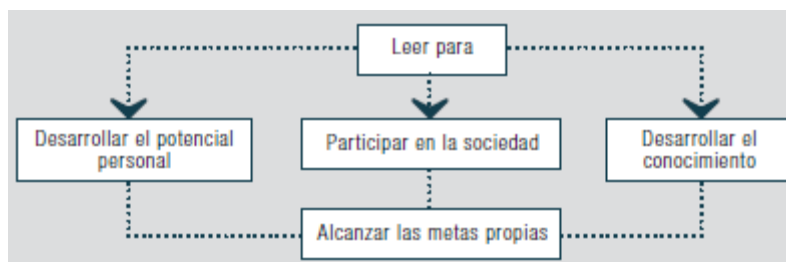 Leer para
Desarrollar el potencial
personal
Participar en la sociedad
Desarrollar el
conocimiento
Alcanzar las metas propias